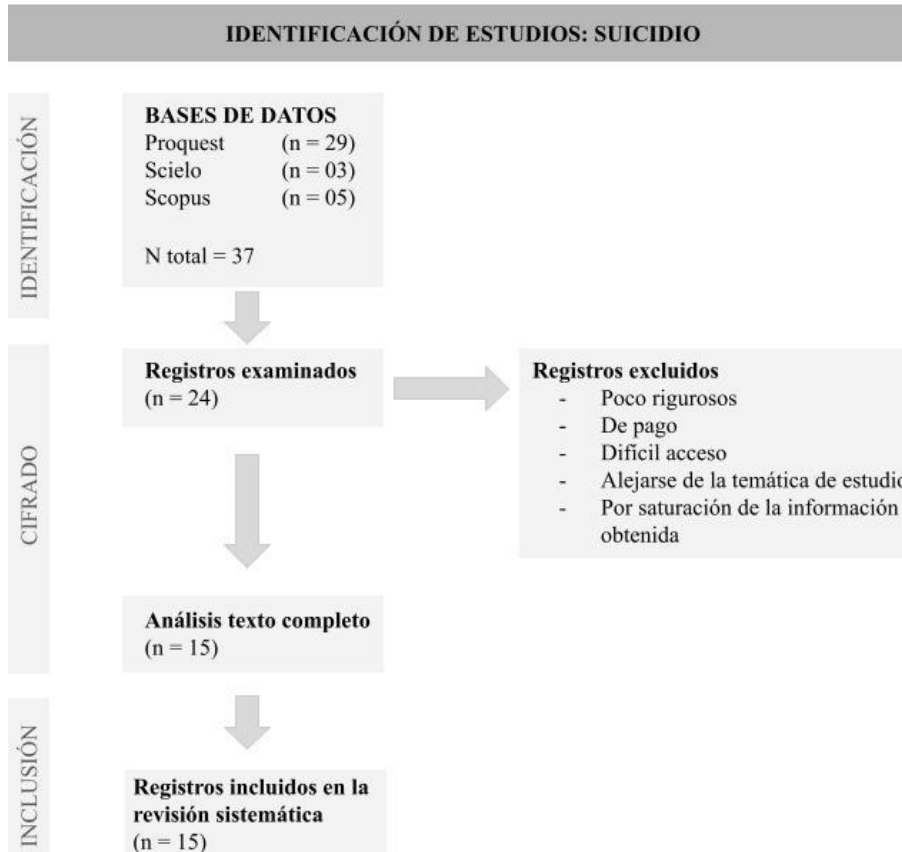 IDENTIFICACIÓN DE ESTUDIOS: SUICIDIO
IDENTIFICACIÓN
BASES DE DATOS
Proquest (n = 29)
Scielo (n = 03)
Scopus (n = 05)
N total = 37
CIFRADO
Registros examinados
(n = 24)
Registros excluidos
- Poco rigurosos
- De pago
- Difícil acceso
- Alejarse de la temática de estudio
- Por saturación de la información
obtenida
Análisis texto completo
(n = 15)
INCLUSIÓN
Registros incluidos en la
revisión sistemática
(n = 15)